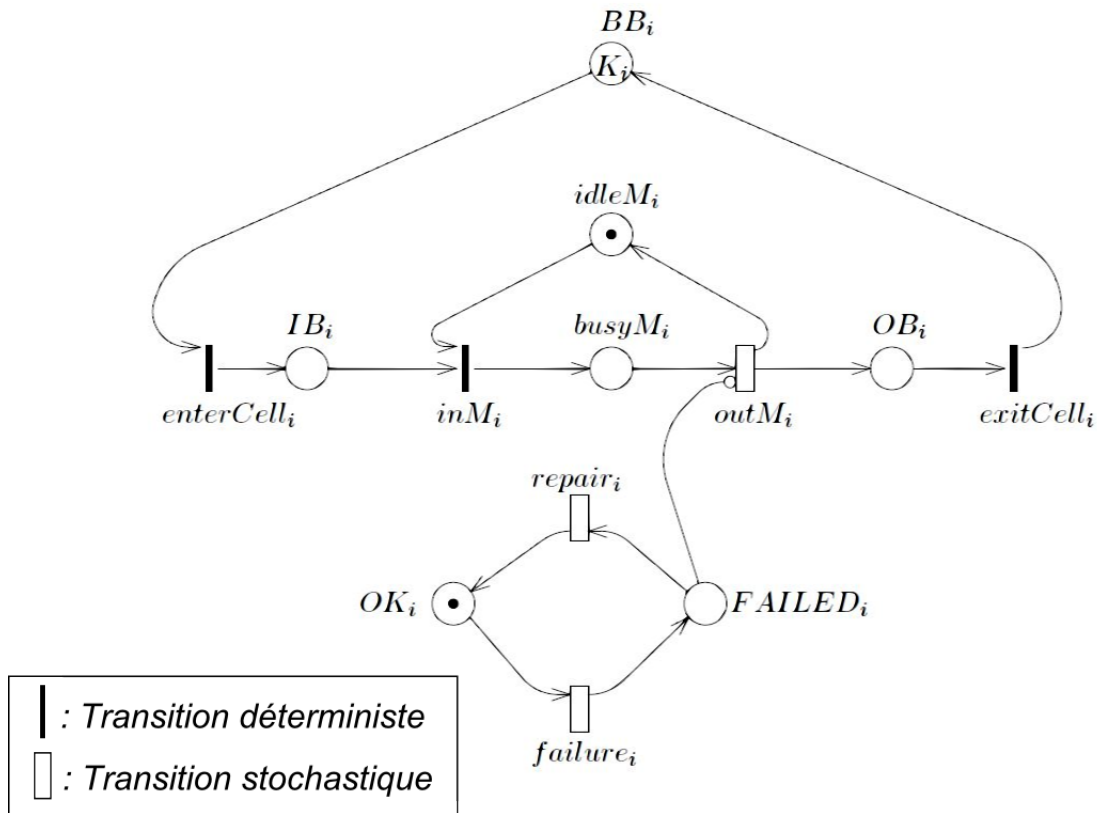 BB_i
K_i
idleM_i
IB_i
busyM_i
OB_i
enterCell_i
inM_i
outM_i
exitCell_i
repair_i
OK_i
FAILED_i
failure_i
: Transition déterministe
: Transition stochastique